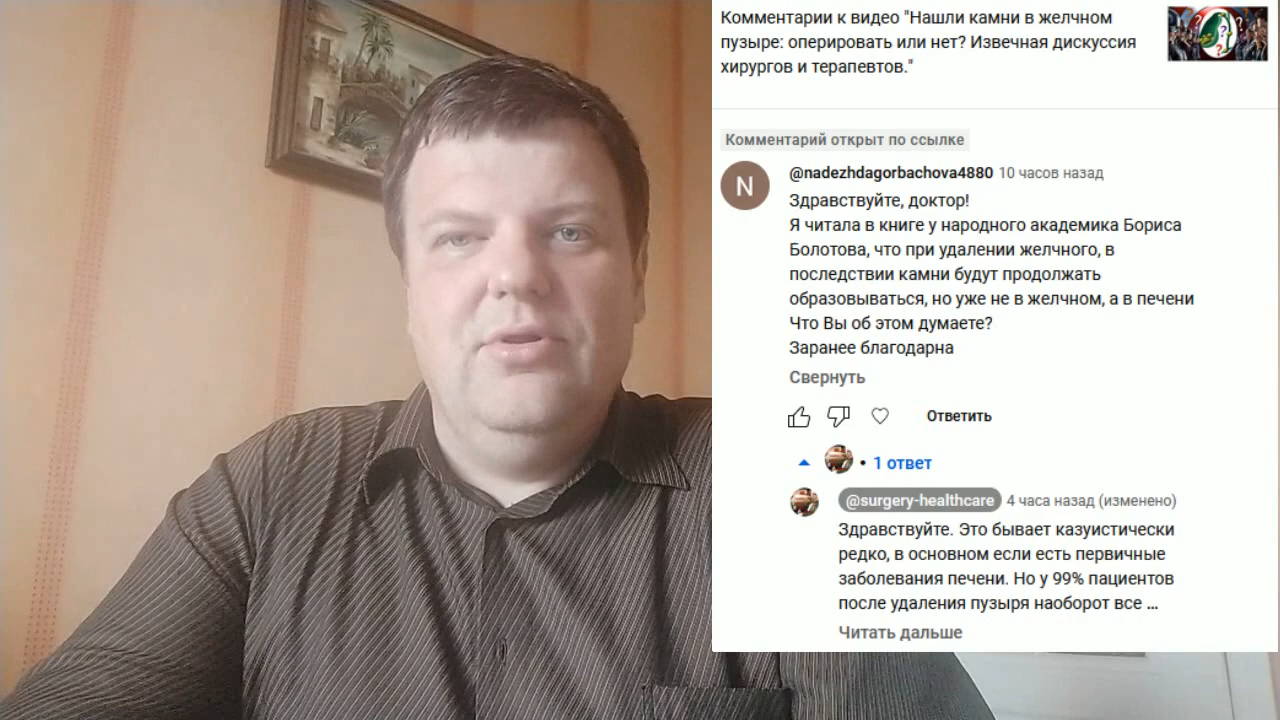 Комментарии к видео "Нашли камни в желчном
пузыре: оперировать или нет? Извечная дискуссия
хирургов и терапевтов."
Комментарий открыт по ссылке
N
@nadezhdagorbachova4880 10 часов назад
Здравствуйте, доктор!
Я читала в книге у народного академика Бориса
Болотова, что при удалении желчного, в
последствии камни будут продолжать
образовываться, но уже не в желчном, а в печени
Что Вы об этом думаете?
Заранее благодарна
Свернуть
Ответить
• 1 ответ
@surgery-healthcare 4 часа назад (изменено)
Здравствуйте. Это бывает казуистически
редко, в основном если есть первичные
заболевания печени. Но у 99% пациентов
после удаления пузыря наоборот все ...
Читать дальше